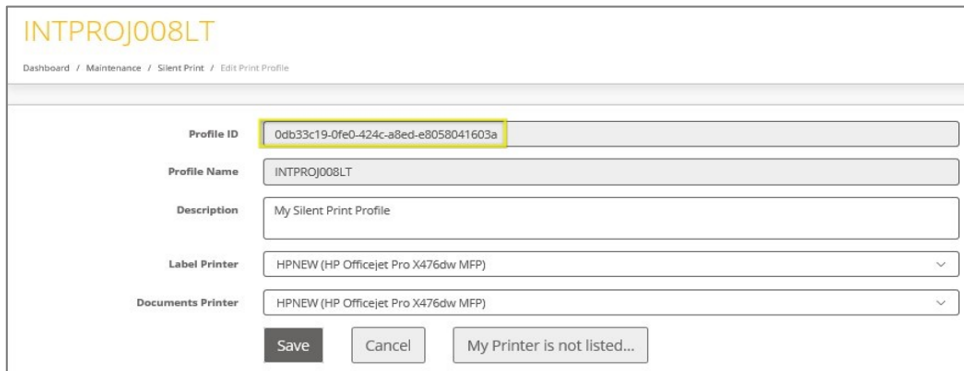 INTPROJ008LT
Dashboard / Maintenance / Silent Print / Edit Print Profile
Profile ID 0db33c19-0fe0-424c-a8ed-e8058041603a
Profile Name INTPROJ008LT
Description My Silent Print Profile
Label Printer HPNEW (HP Officejet Pro X476dw MFP)
Documents Printer HPNEW (HP Officejet Pro X476dw MFP)
Save Cancel My Printer is not listed...